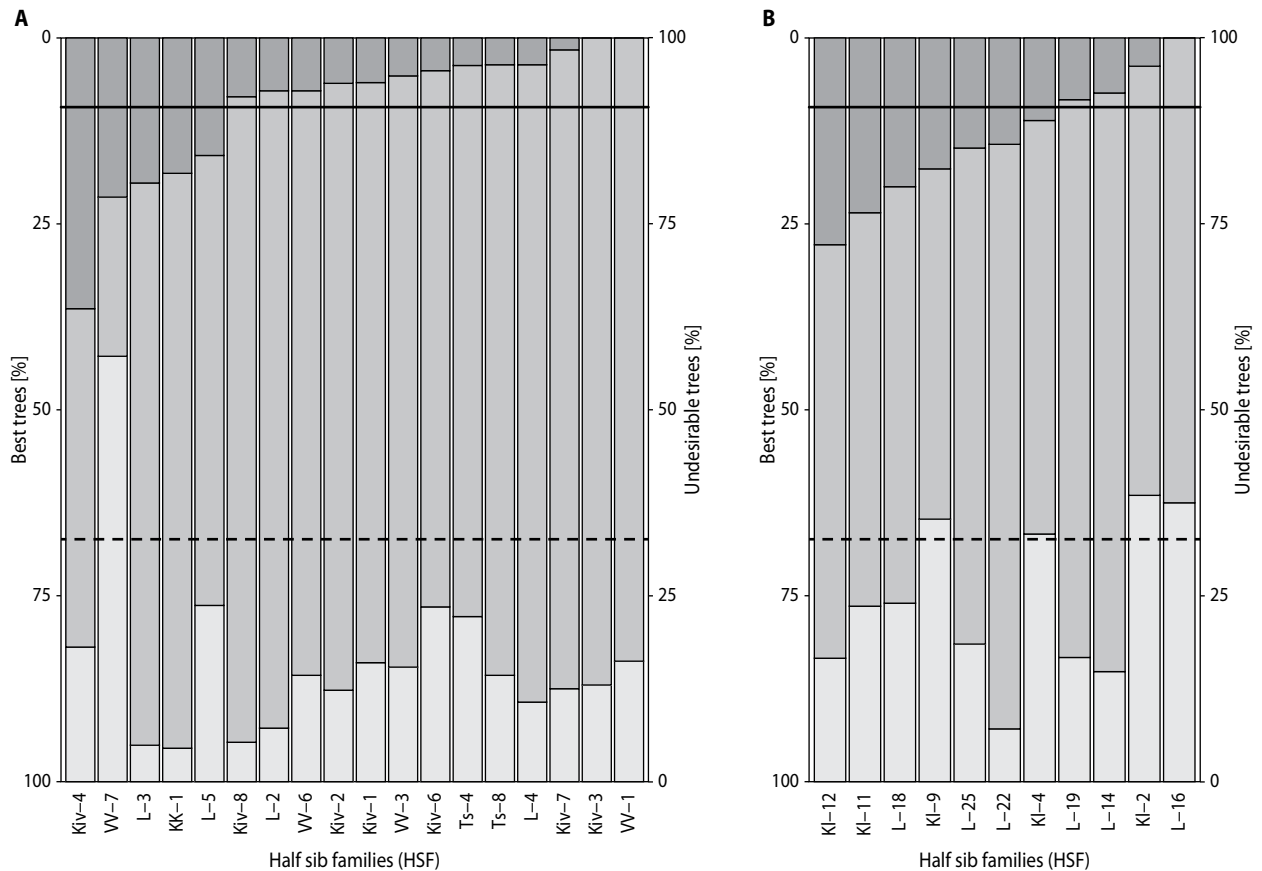 A
0
25
50
75
100
Best trees [%]
100
75
50
25
0
Undesirable trees [%]
Kiv–4
VV–7
L–3
KK–1
L–5
Kiv–8
L–2
VV–6
Kiv–2
Kiv–1
VV–3
Kiv–6
Ts–4
Ts–8
L–4
Kiv–7
Kiv–3
VV–1
Half sib families (HSF)
B
0
25
50
75
100
Best trees [%]
100
75
50
25
0
Undesirable trees [%]
Kl–12
Kl–11
L–18
Kl–9
L–25
L–22
Kl–4
L–19
L–14
Kl–2
L–16
Half sib families (HSF)